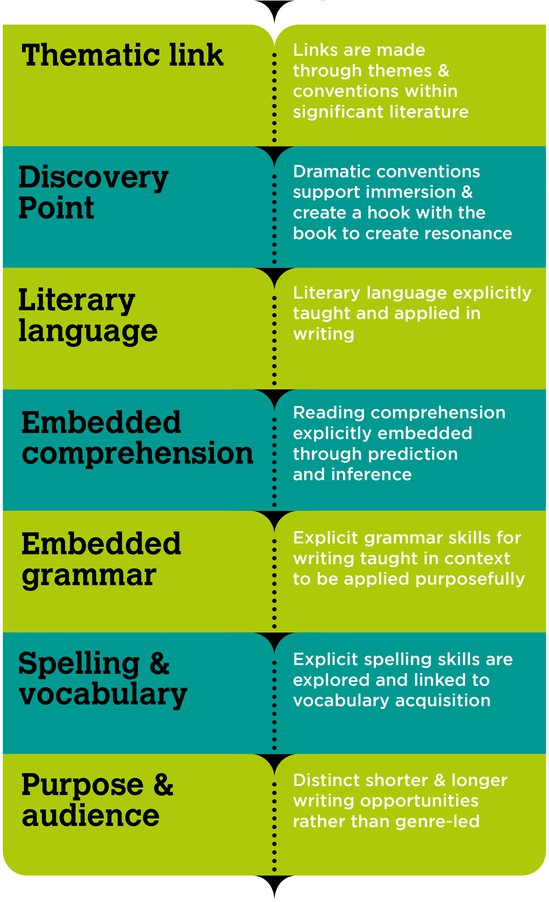 Thematic link
Links are made
through themes &
conventions within
significant literature
Discovery
Point
Dramatic conventions
support immersion &
create a hook with the
book to create resonance
Literary
language
Literary language explicitly
taught and applied in
writing
Embedded
comprehension
Reading comprehension
explicitly embedded
through prediction
and inference
Embedded
grammar
Explicit grammar skills for
writing taught in context
to be applied purposefully
Spelling &
vocabulary
Explicit spelling skills are
explored and linked to
vocabulary acquisition
Purpose &
audience
Distinct shorter & longer
writing opportunities
rather than genre-led